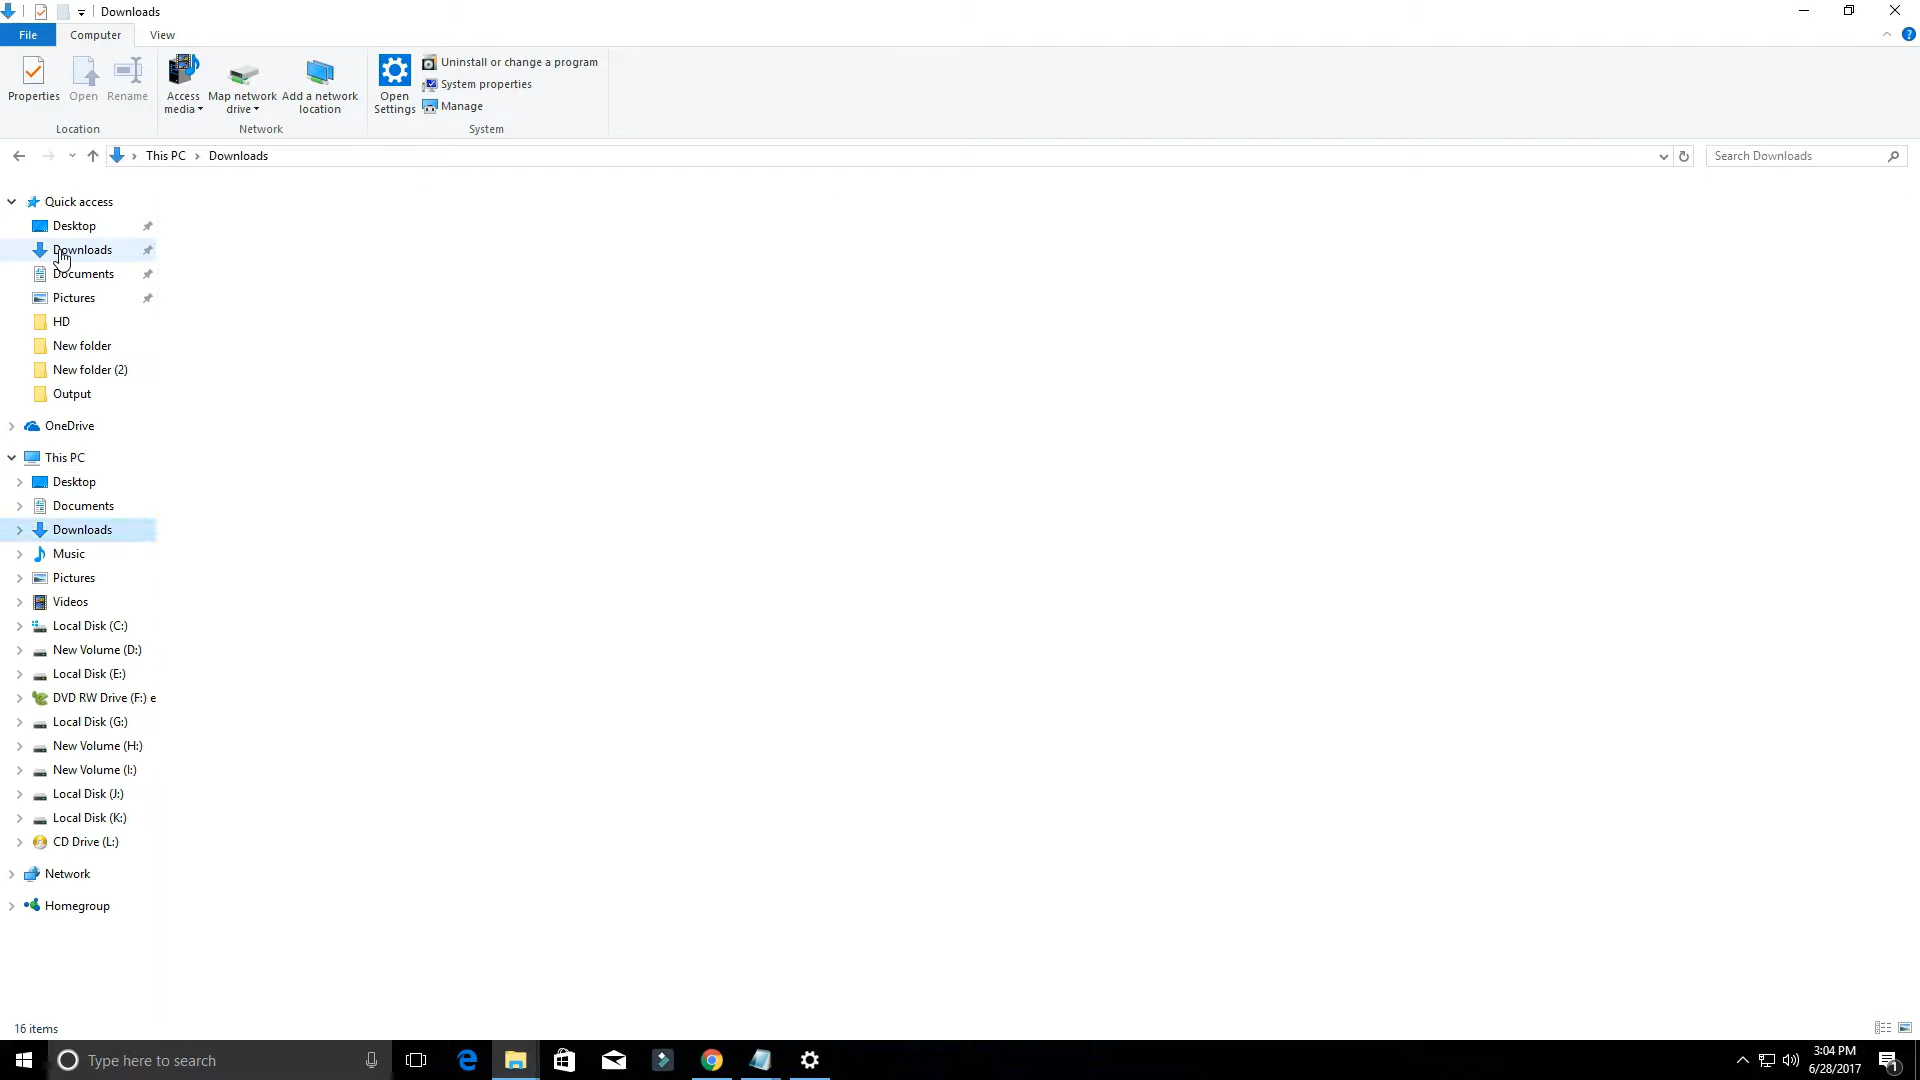 Downloads
File Computer View
Properties Open Rename Access media Map network drive Add a network location Open Settings
Uninstall or change a program
System properties
Manage
Location Network System
This PC Downloads Search Downloads
Quick access
Desktop
Downloads
Documents
Pictures
HD
New folder
New folder (2)
Output
OneDrive
This PC
Desktop
Documents
Downloads
Music
Pictures
Videos
Local Disk (C:)
New Volume (D:)
Local Disk (E:)
DVD RW Drive (F:) e
Local Disk (G:)
New Volume (H:)
New Volume (I:)
Local Disk (J:)
Local Disk (K:)
CD Drive (L:)
Network
Homegroup
16 items
Type here to search
3:04 PM
6/28/2017
1